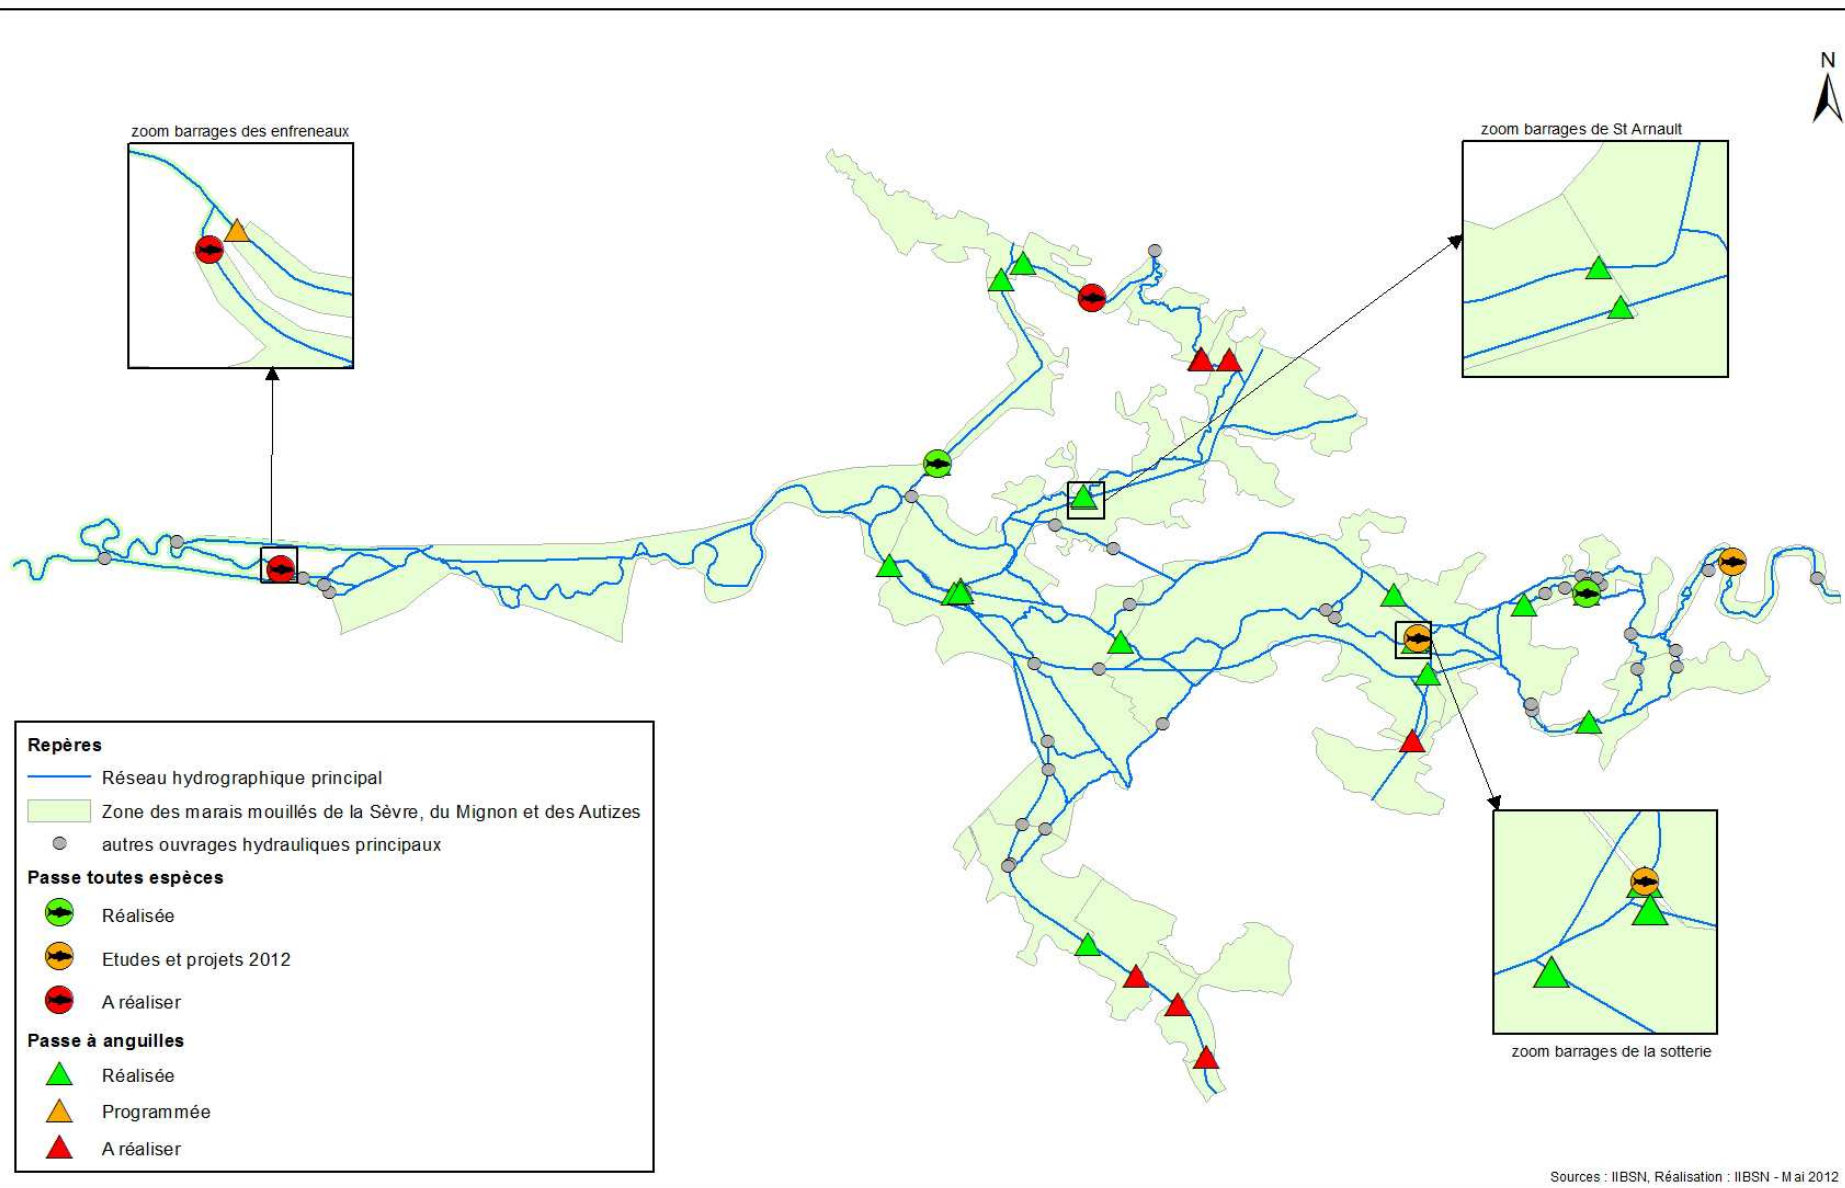 N
zoom barrages des enfreneaux
zoom barrages de St Arnault
Repères
Réseau hydrographique principal
Zone des marais mouillés de la Sèvre, du Mignon et des Autizes
autres ouvrages hydrauliques principaux
Passe toutes espèces
Réalisée
Etudes et projets 2012
A réaliser
Passe à anguilles
Réalisée
Programmée
A réaliser
zoom barrages de la sotterie
Sources : IIBSN, Réalisation : IIBSN - Mai 2012